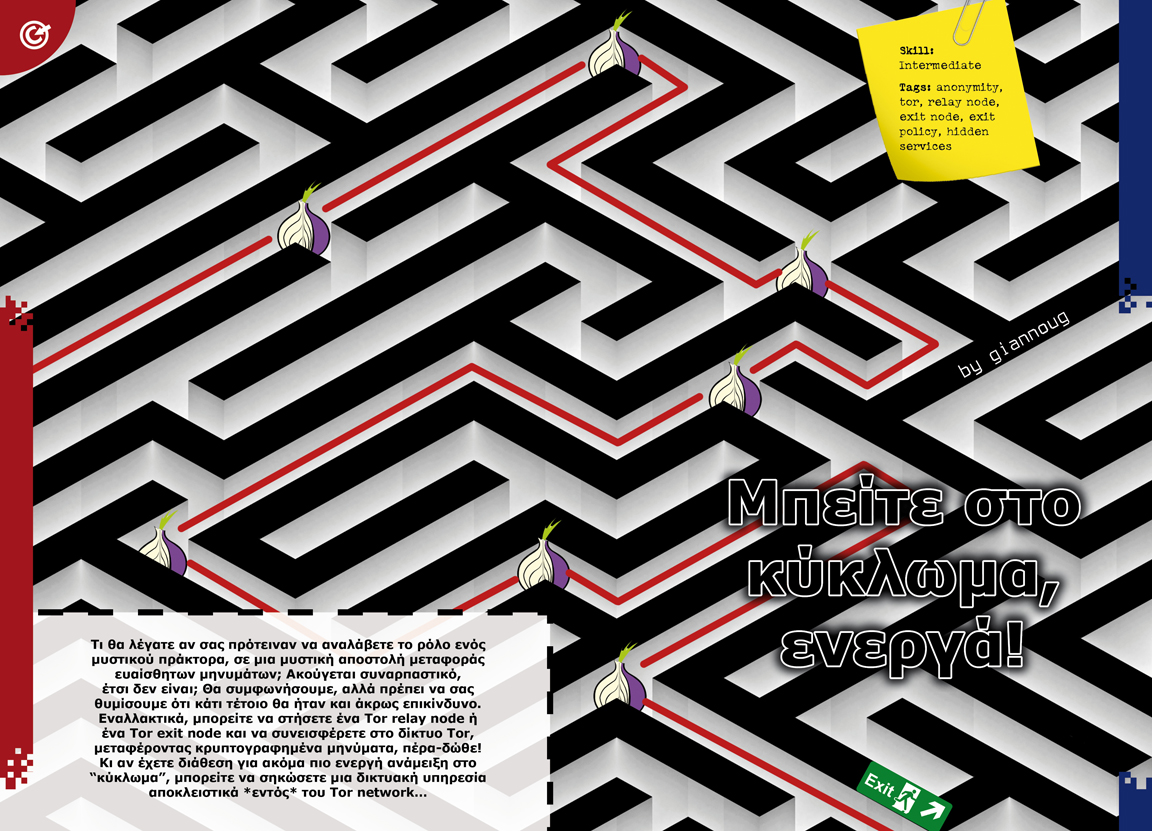 Skill:
Intermediate
Tags: anonymity,
tor, relay node,
exit node, exit
policy, hidden
services
by giannoug
Μπείτε στο
κύκλωμα,
ενεργά!
Τι θα λέγατε αν σας πρότειναν να αναλάβετε το ρόλο ενός
μυστικού πράκτορα, σε μια μυστική αποστολή μεταφοράς
ευαίσθητων μηνυμάτων; Ακούγεται συναρπαστικό,
έτσι δεν είναι; Θα συμφωνήσουμε, αλλά πρέπει να σας
θυμίσουμε ότι κάτι τέτοιο θα ήταν και άκρως επικίνδυνο.
Εναλλακτικά, μπορείτε να στήσετε ένα Tor relay node ή
ένα Tor exit node και να συνεισφέρετε στο δίκτυο Tor,
μεταφέροντας κρυπτογραφημένα μηνύματα, πέρα-δώθε!
Κι αν έχετε διάθεση για ακόμα πιο ενεργή ανάμειξη στο
“κύκλωμα”, μπορείτε να σηκώσετε μια δικτυακή υπηρεσία
αποκλειστικά *εντός* του Tor network...
Exit